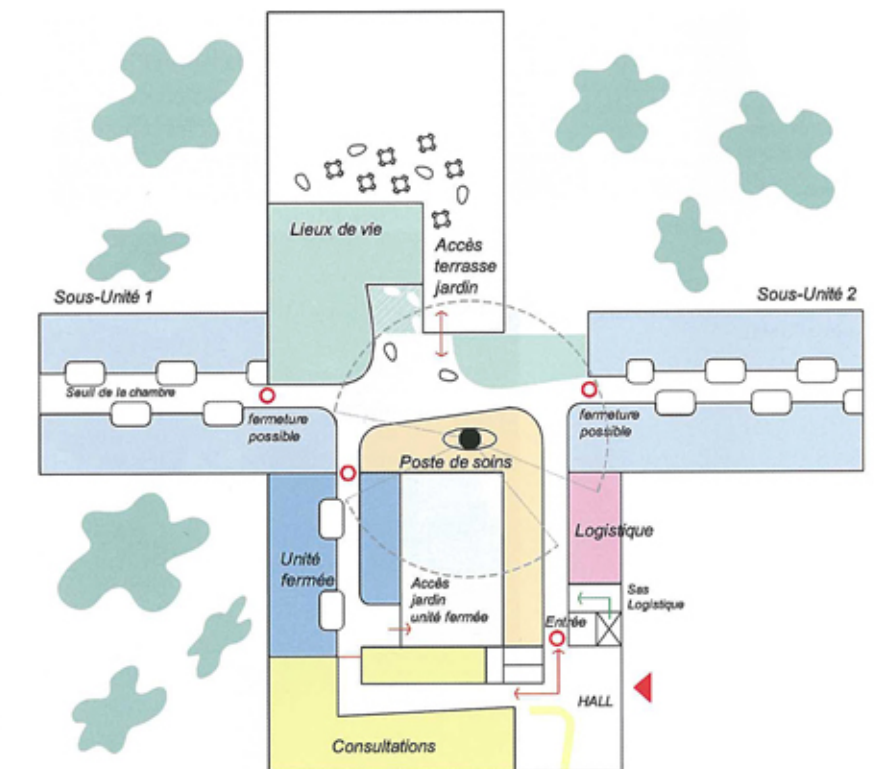 Lieux de vie
Accès
terrasse
jardin
Sous-Unité 1
Sous-Unité 2
Seuil de la chambre
fermeture
possible
fermeture
possible
Poste de soins
Logistique
Unité
fermée
Accès
jardin
unité fermée
Sas
Logistique
Entrée
HALL
Consultations